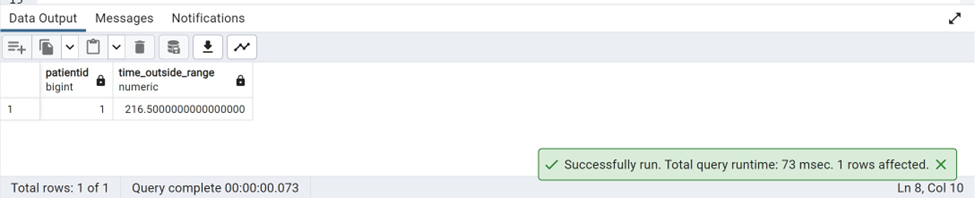 15
Data Output Messages Notifications
patientid
bigint
time_outside_range
numeric
1 1 216.5000000000000000
Successfully run. Total query runtime: 73 msec. 1 rows affected.
Total rows: 1 of 1 Query complete 00:00:00.073 Ln 8, Col 10